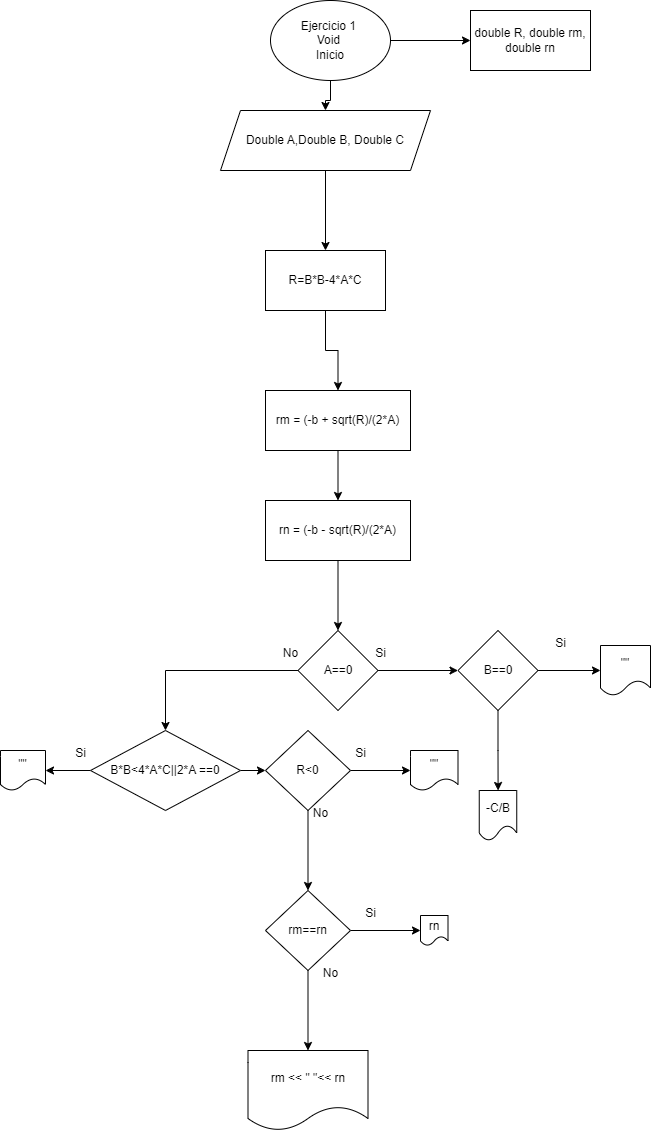 Ejercicio 1
Void
Inicio
double R, double rm,
double rn
Double A,Double B, Double C
R=B*B-4*A*C
rm = (-b + sqrt(R)/(2*A)
rn = (-b - sqrt(R)/(2*A)
No
A==0
Si
B==0
Si
""
""
Si
B*B<4*A*C||2*A ==0
R<0
Si
""
-C/B
No
rm==rn
Si
rn
No
rm << " "<< rn